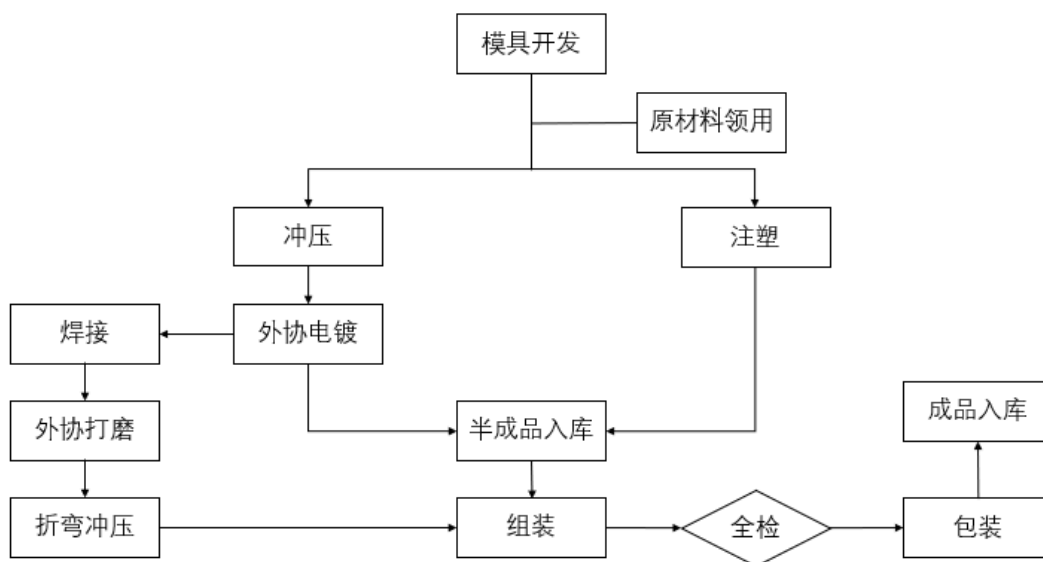 模具开发
原材料领用
冲压
注塑
焊接
外协电镀
外协打磨
半成品入库
成品入库
折弯冲压
组装
全检
包装